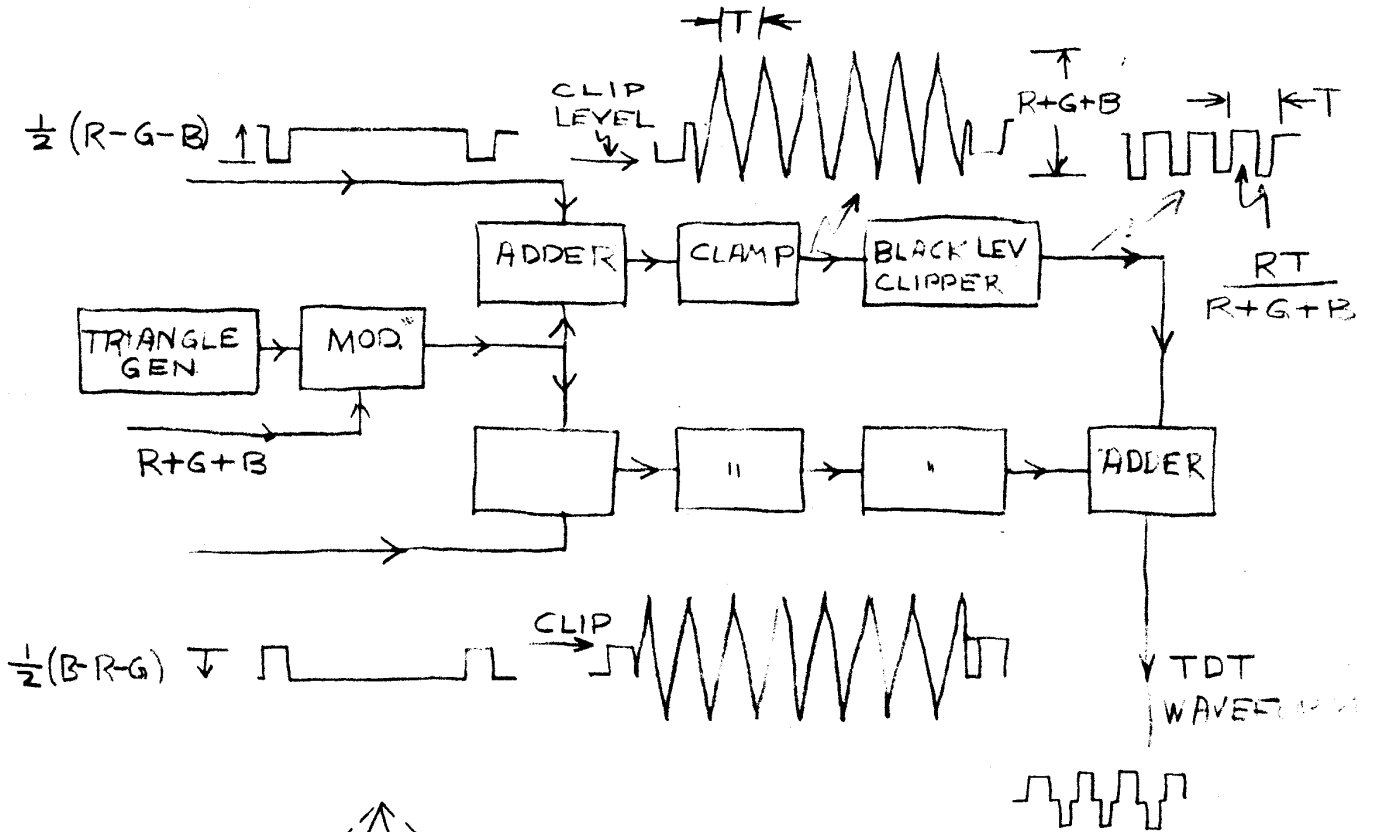 T
CLIP
LEVEL
½ (R-G-B)
R+G+B
T
ADDER
CLAMP
BLACK LEV
CLIPPER
RT
R+G+B
TRIANGLE
GEN.
MOD.
R+G+B
"
"
ADDER
CLIP
½(B-R-G)
TDT